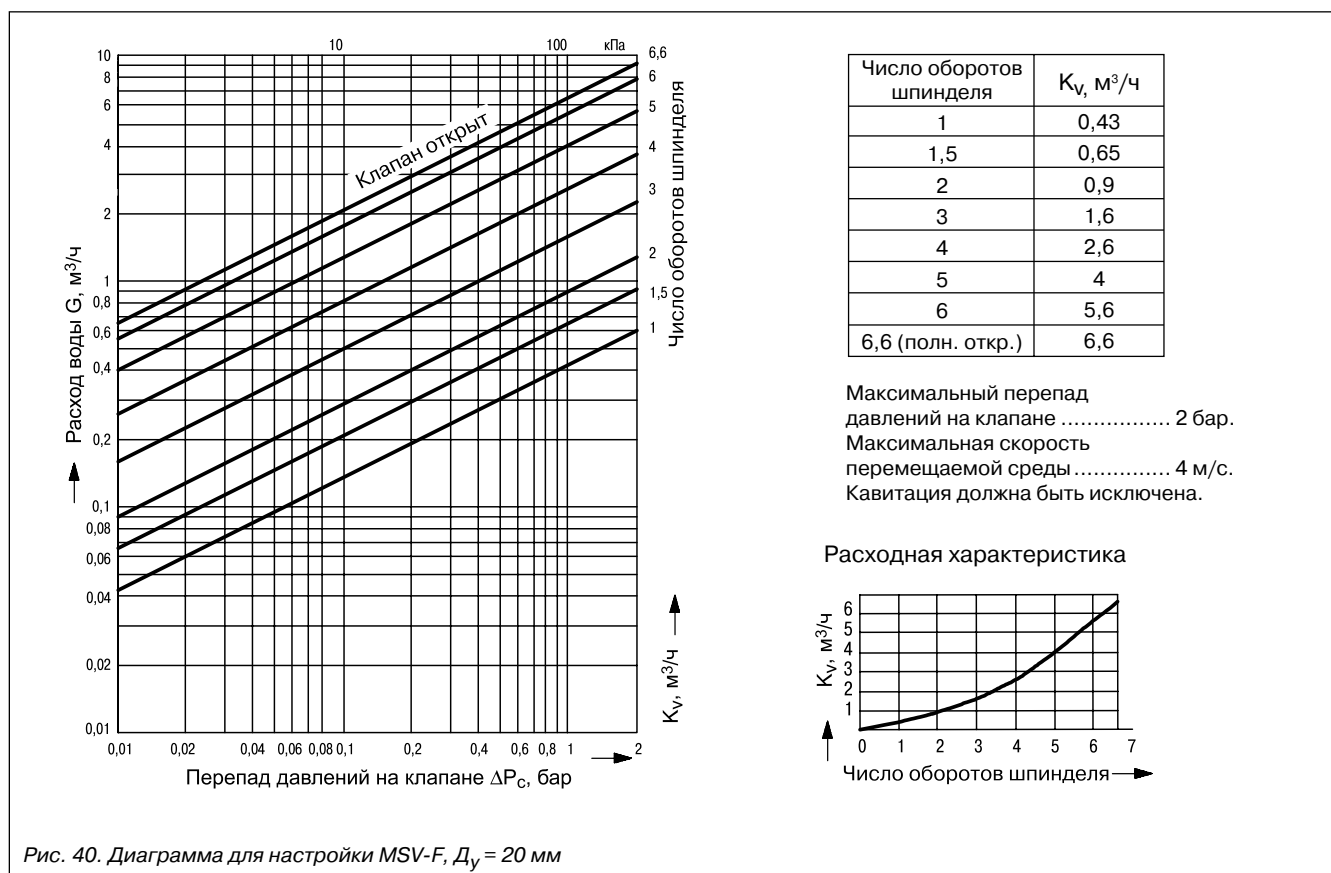 10 100 кПа
10
8
6
4
2
1
0,8
0,6
0,4
0,2
0,1
0,08
0,06
0,04
0,02
0,01
Расход воды G, м³/ч
Клапан открыт
6,6
6
5
4
3
2
1,5
1
Число оборотов шпинделя
Kv, м³/ч
0,01 0,02 0,04 0,06 0,08 0,1 0,2 0,4 0,6 0,8 1 2
Перепад давлений на клапане ΔPc, бар
Число оборотов шпинделя Kv, м³/ч
1 0,43
1,5 0,65
2 0,9
3 1,6
4 2,6
5 4
6 5,6
6,6 (полн. откр.) 6,6
Максимальный перепад
давлений на клапане ................. 2 бар.
Максимальная скорость
перемещаемой среды ............... 4 м/с.
Кавитация должна быть исключена.
Расходная характеристика
Kv, м³/ч
6
5
4
3
2
1
0 1 2 3 4 5 6 7
Число оборотов шпинделя
Рис. 40. Диаграмма для настройки MSV-F, Ду = 20 мм